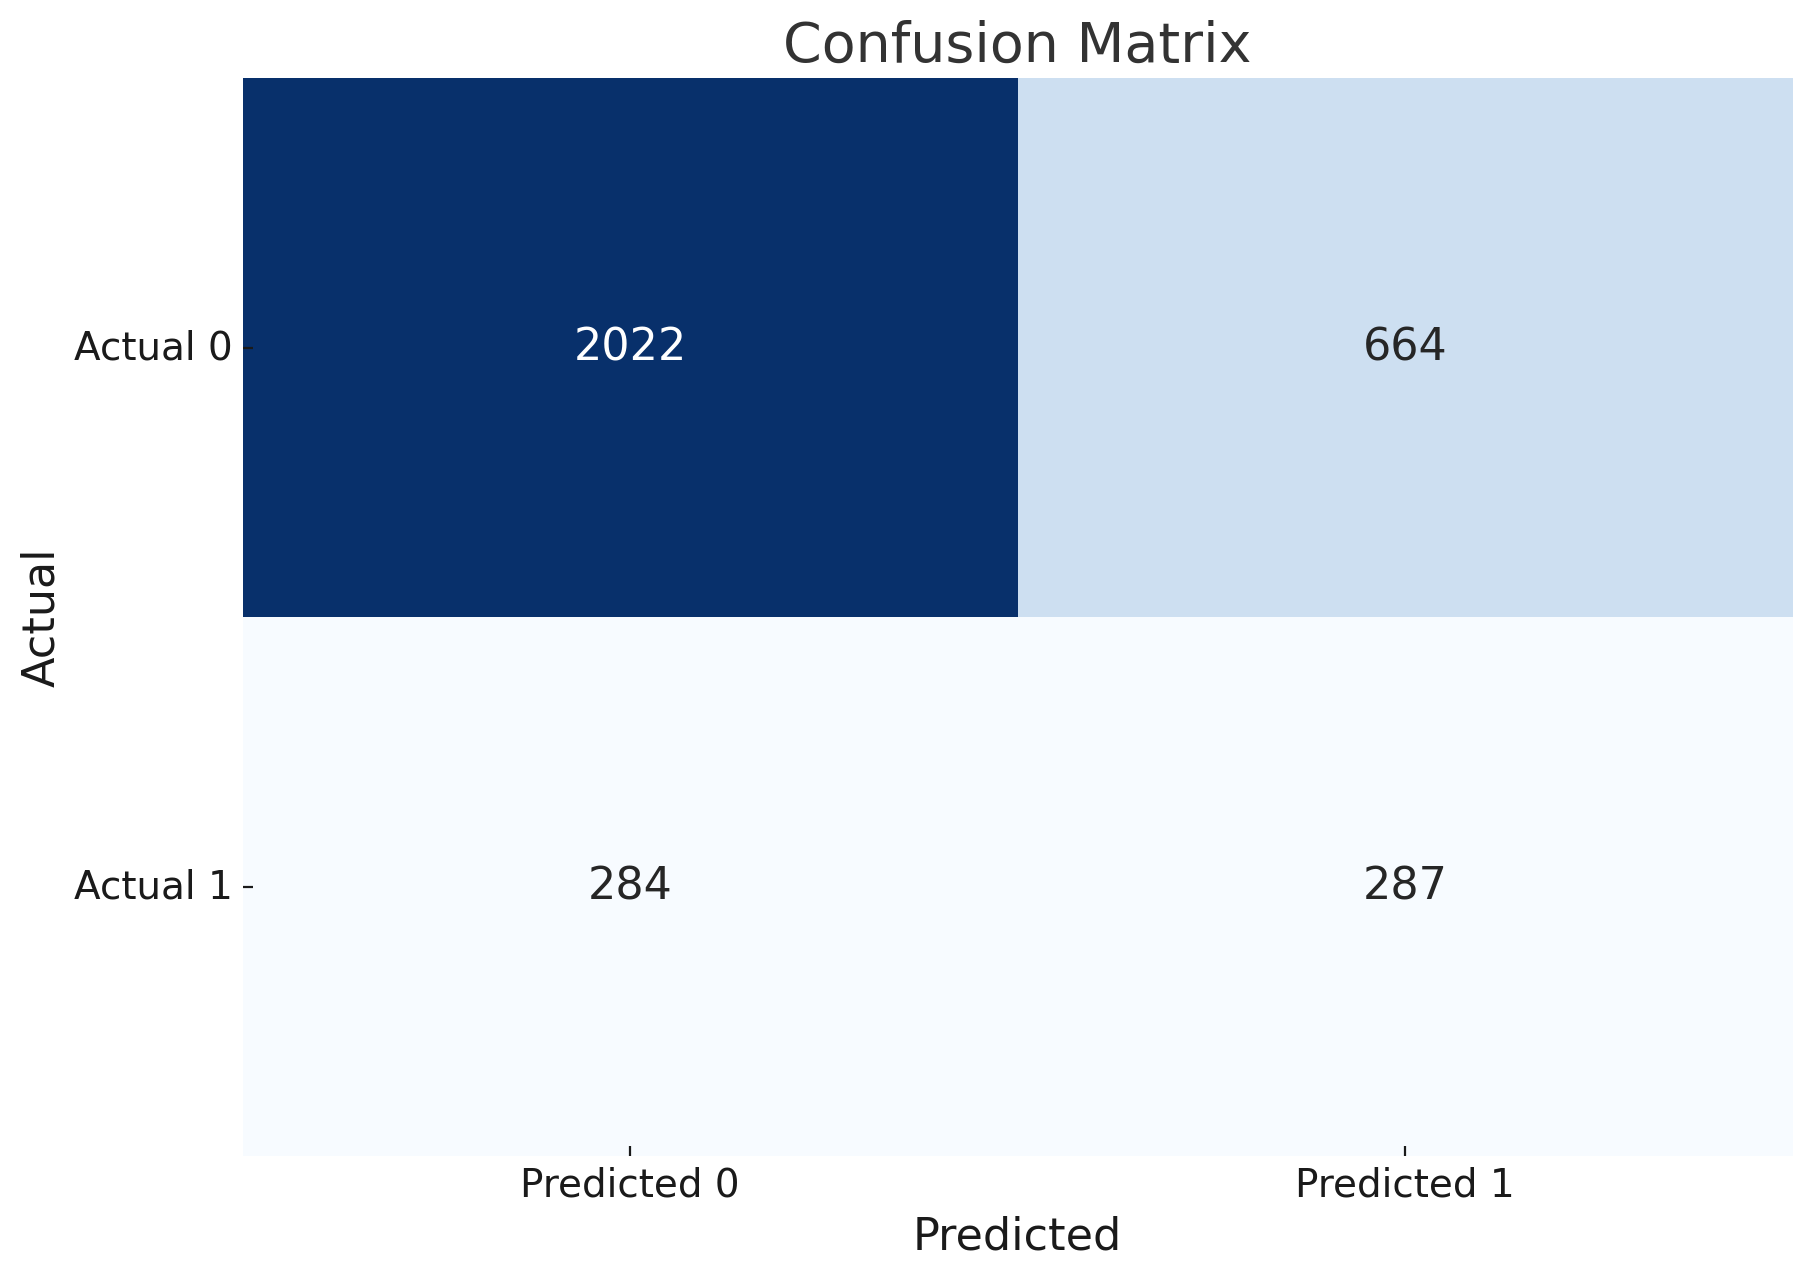 Confusion Matrix
Actual
Actual 0
2022
664
Actual 1
284
287
Predicted 0
Predicted 1
Predicted